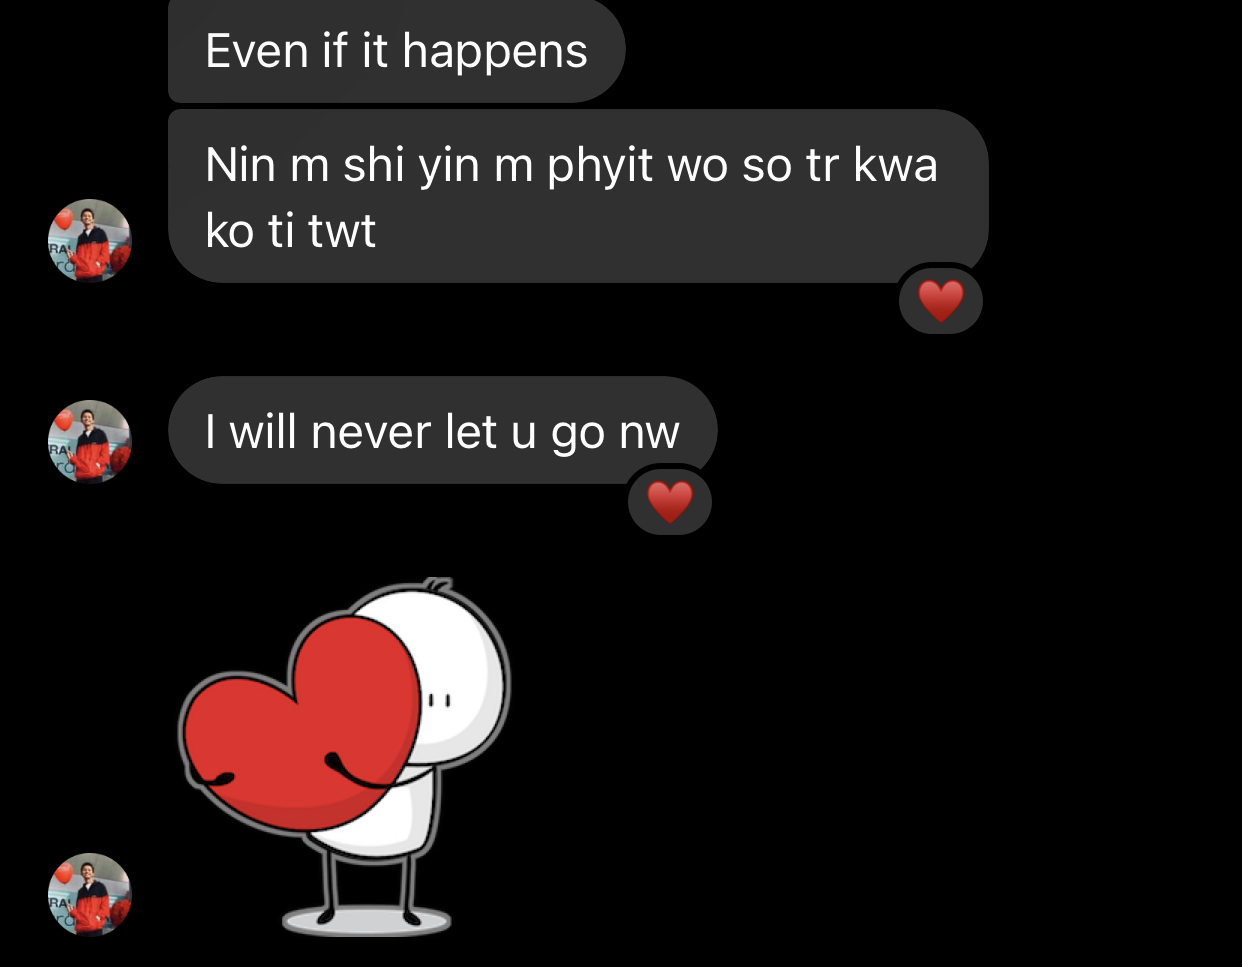 Even if it happens
Nin m shi yin m phyit wo so tr kwa
ko ti twt
I will never let u go nw